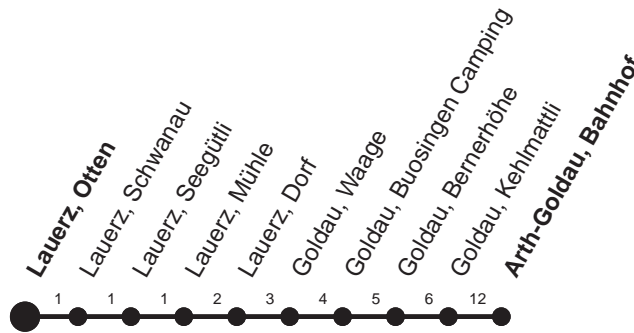 Lauerz, Otten
Lauerz, Schwanau
Lauerz, Seegütli
Lauerz, Mühle
Lauerz, Dorf
Goldau, Waage
Goldau, Buosingen Camping
Goldau, Bernerhöhe
Goldau, Kehlmattli
Arth-Goldau, Bahnhof
1 1 1 2 3 4 5 6 12